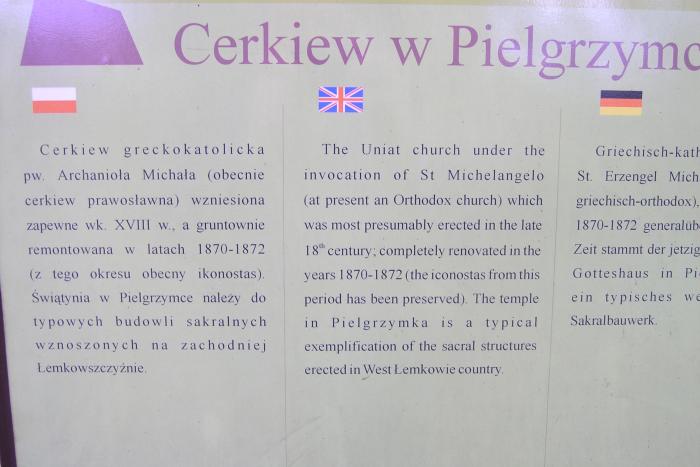 Cerkiew w Pielgrzymc
Cerkiew greckokatolicka
pw. Archanioła Michała (obecnie
cerkiew prawosławna) wzniesiona
zapewne wk. XVIII w., a gruntownie
remontowana w latach 1870-1872
(z tego okresu obecny ikonostas).
Świątynia w Pielgrzymce należy do
typowych budowli sakralnych
wznoszonych na zachodniej
Łemkowszczyźnie.
The Uniat church under the
invocation of St Michelangelo
(at present an Orthodox church) which
was most presumably erected in the late
18th century; completely renovated in the
years 1870-1872 (the iconostas from this
period has been preserved). The temple
in Pielgrzymka is a typical
exemplification of the sacral structures
erected in West Łemkowie country.
Griechisch-kath
St. Erzengel Mich
griechisch-orthodox),
1870-1872 generalüb
Zeit stammt der jetzig
Gotteshaus in Pi
ein typisches we
Sakralbauwerk.